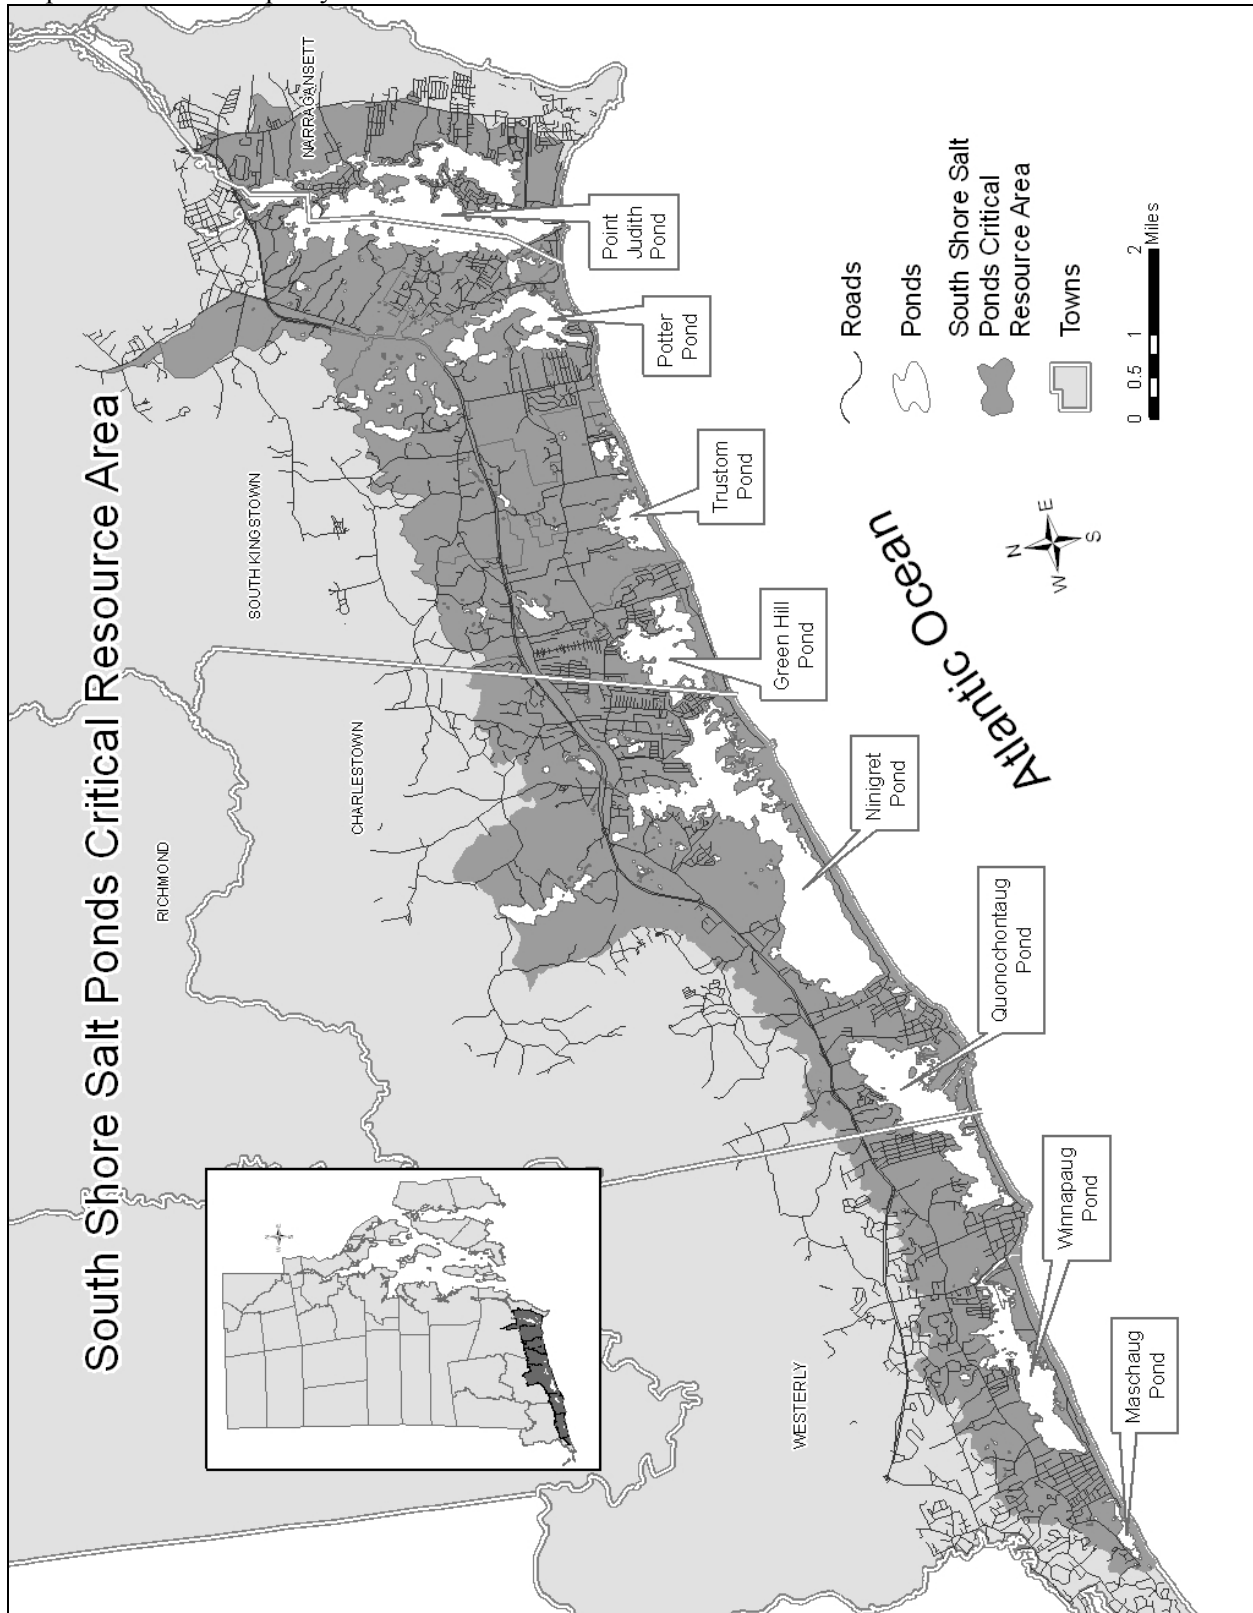 South Shore Salt Ponds Critical Resource Area
NARRAGANSETT
SOUTH KINGSTOWN
RICHMOND
CHARLESTOWN
WESTERLY
Point
Judith
Pond
Potter
Pond
Trustom
Pond
Green Hill
Pond
Ninigret
Pond
Quonochontaug
Pond
Winnapaug
Pond
Maschaug
Pond
Atlantic Ocean
N
E
S
W
Roads
Ponds
South Shore Salt
Ponds Critical
Resource Area
Towns
0 0.5 1 2
Miles